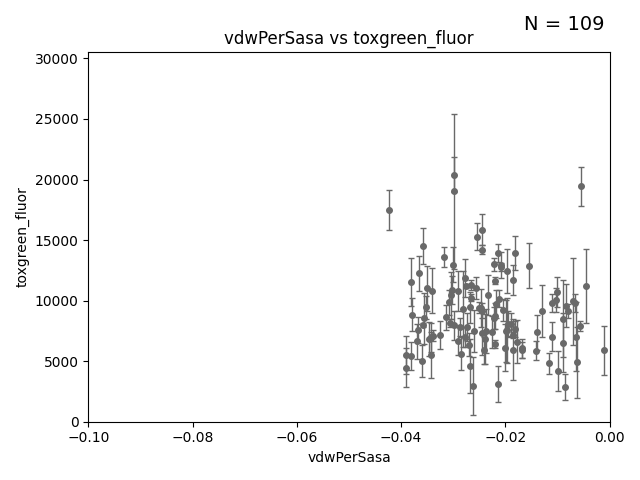 N = 109
vdwPerSasa vs toxgreen_fluor
30000
25000
20000
15000
10000
5000
0
toxgreen_fluor
−0.10 −0.08 −0.06 −0.04 −0.02 0.00
vdwPerSasa